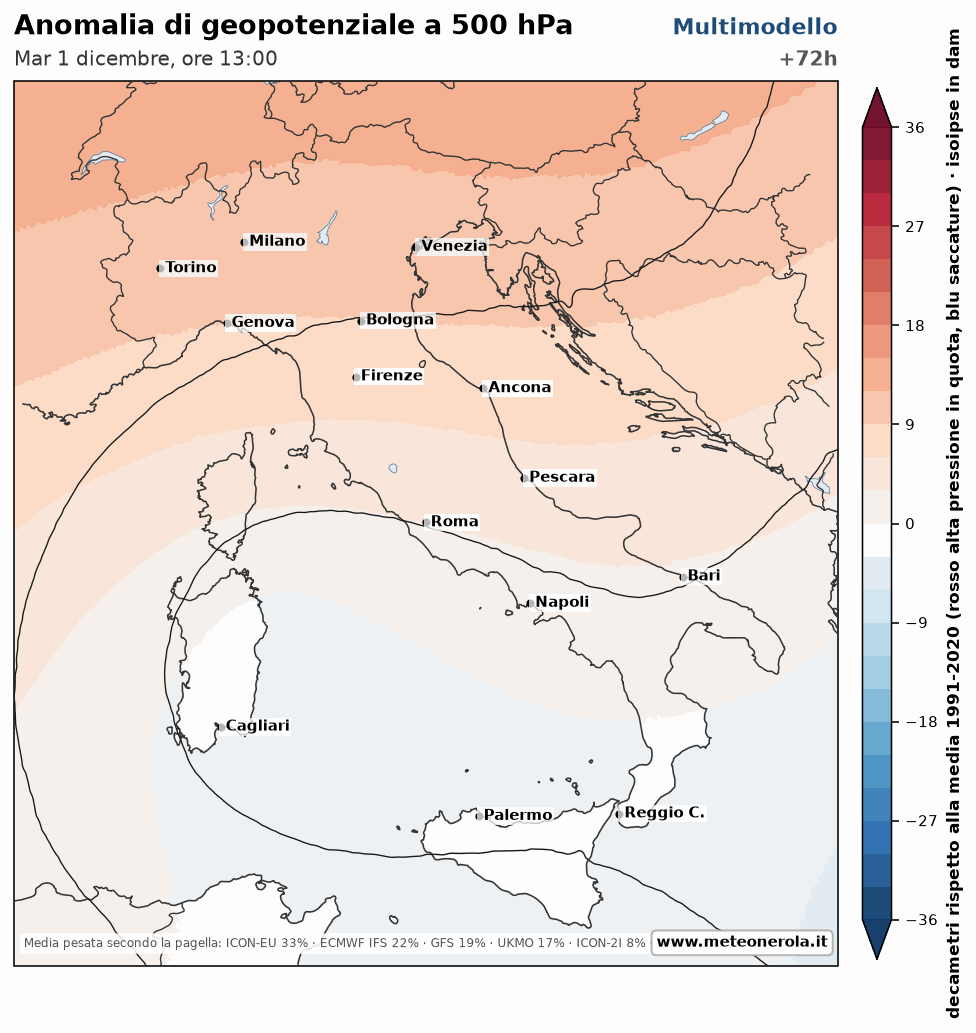 Anomalia di geopotenziale a 500 hPa
Multimodello
Mar 1 dicembre, ore 13:00
+72h
Milano
Venezia
Torino
Genova
Bologna
Firenze
Ancona
Pescara
Roma
Bari
Napoli
Cagliari
Palermo
Reggio C.
Media pesata secondo la pagella: ICON-EU 33% · ECMWF IFS 22% · GFS 19% · UKMO 17% · ICON-2I 8%
www.meteonerola.it
36
27
18
9
0
−9
−18
−27
−36
decametri rispetto alla media 1991-2020 (rosso alta pressione in quota, blu saccature) · isoipse in dam